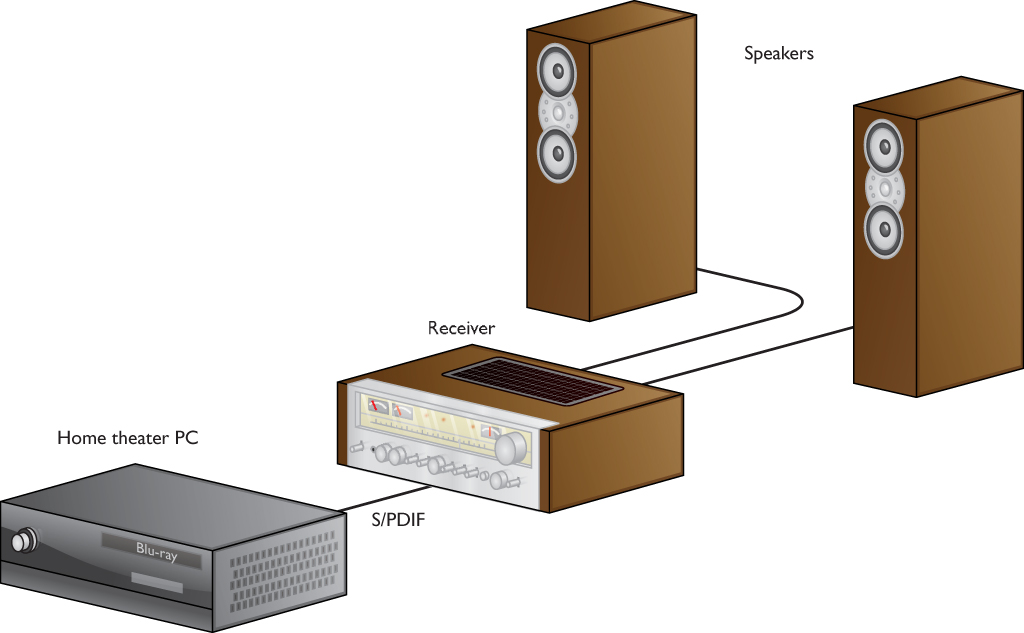 Speakers
Receiver
Home theater PC
S/PDIF
Blu-ray